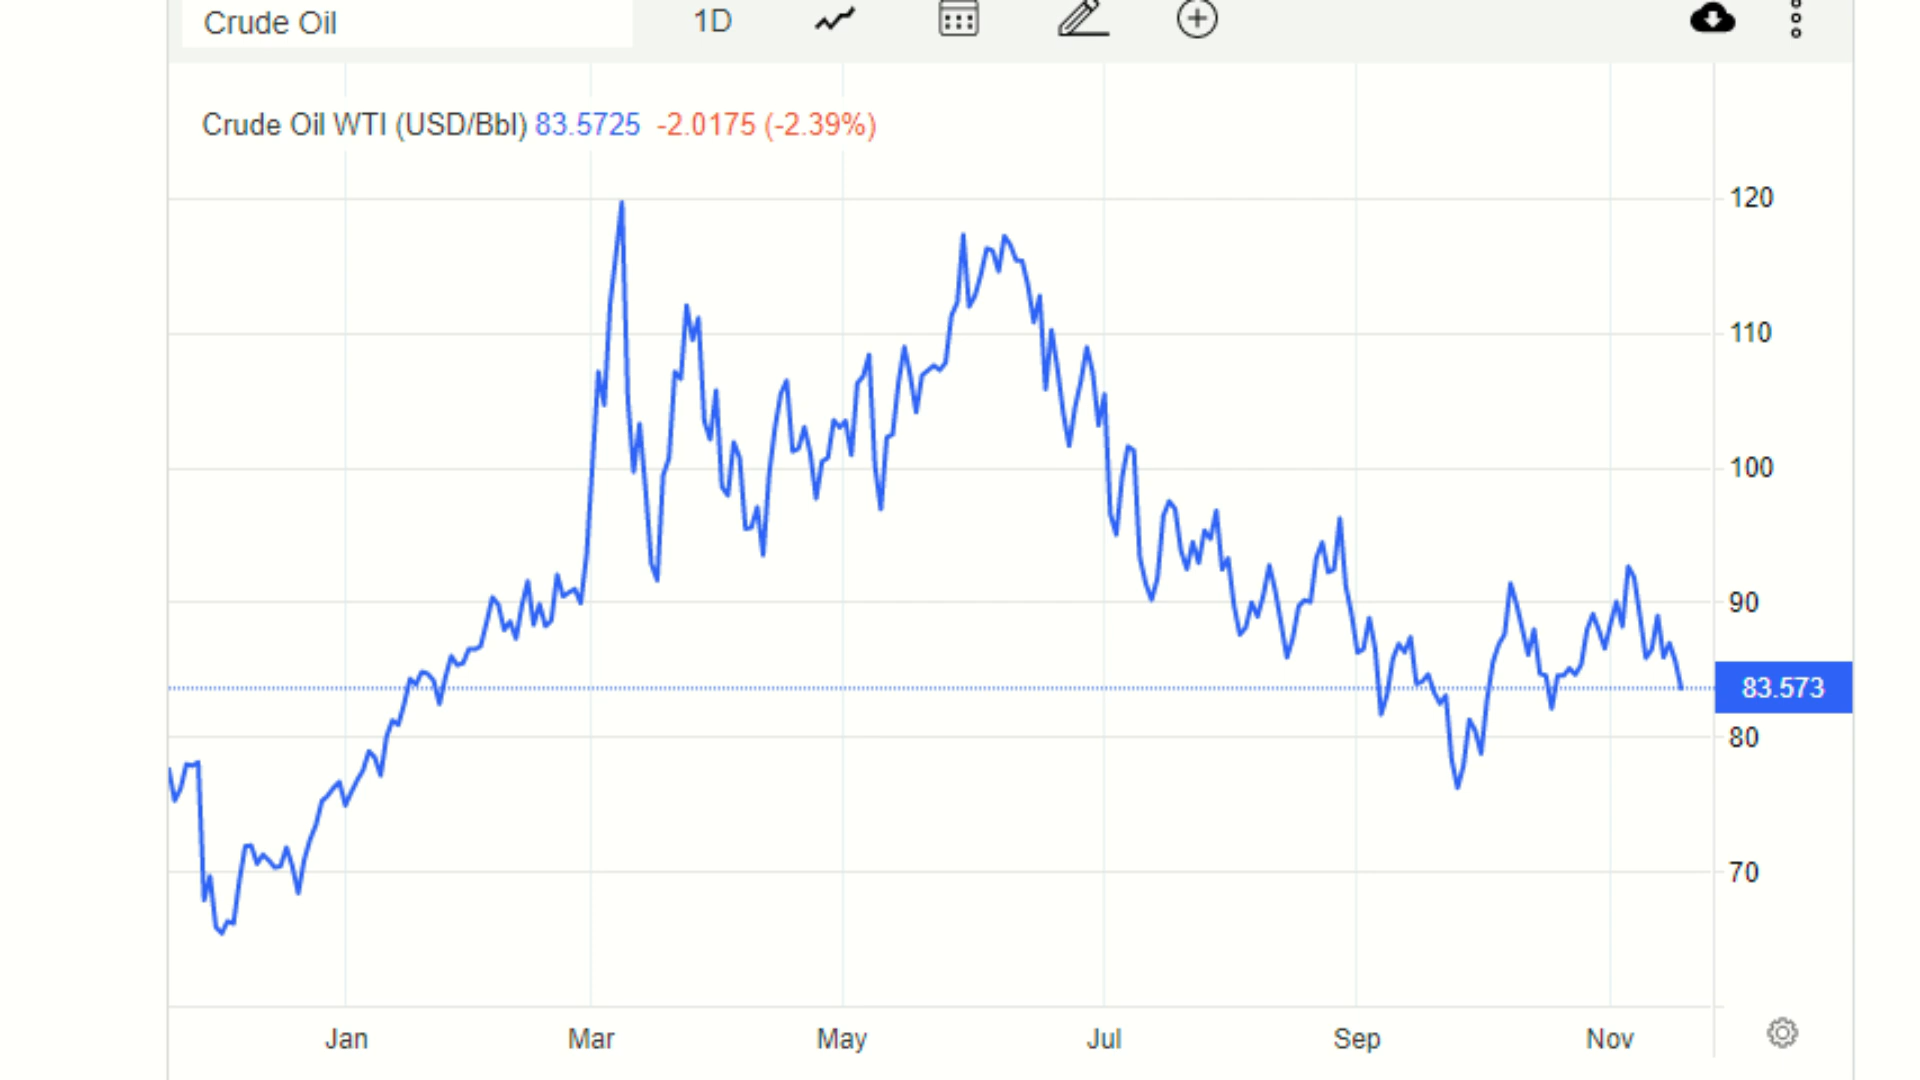 Crude Oil 1D
Crude Oil WTI (USD/Bbl) 83.5725 -2.0175 (-2.39%)
120
110
100
90
83.573
80
70
Jan Mar May Jul Sep Nov